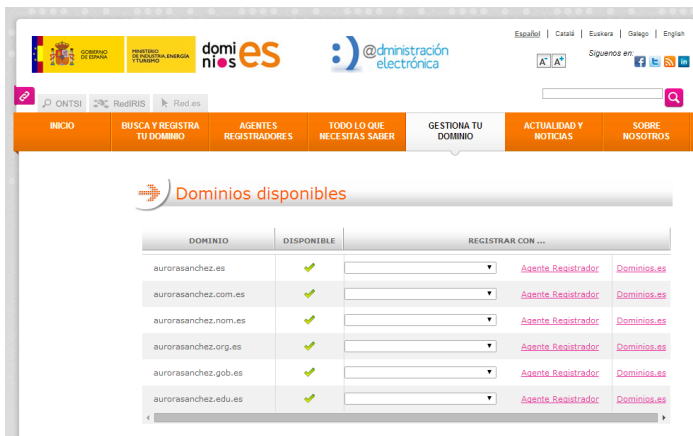 Español | Català | Euskera | Galego | English
GOBIERNO
DE ESPAÑA
MINISTERIO
DE INDUSTRIA, ENERGÍA
Y TURISMO
domi
nios
es
@dministración
electrónica
A- A+
Síguenos en:
ONTSI RedIRIS Red.es
INICIO
BUSCA Y REGISTRA
TU DOMINIO
AGENTES
REGISTRADORES
TODO LO QUE
NECESITAS SABER
GESTIONA TU
DOMINIO
ACTUALIDAD Y
NOTICIAS
SOBRE
NOSOTROS
Dominios disponibles
DOMINIO DISPONIBLE REGISTRAR CON ...
aurorasanchez.es Agente Registrador Dominios.es
aurorasanchez.com.es Agente Registrador Dominios.es
aurorasanchez.nom.es Agente Registrador Dominios.es
aurorasanchez.org.es Agente Registrador Dominios.es
aurorasanchez.gob.es Agente Registrador Dominios.es
aurorasanchez.edu.es Agente Registrador Dominios.es